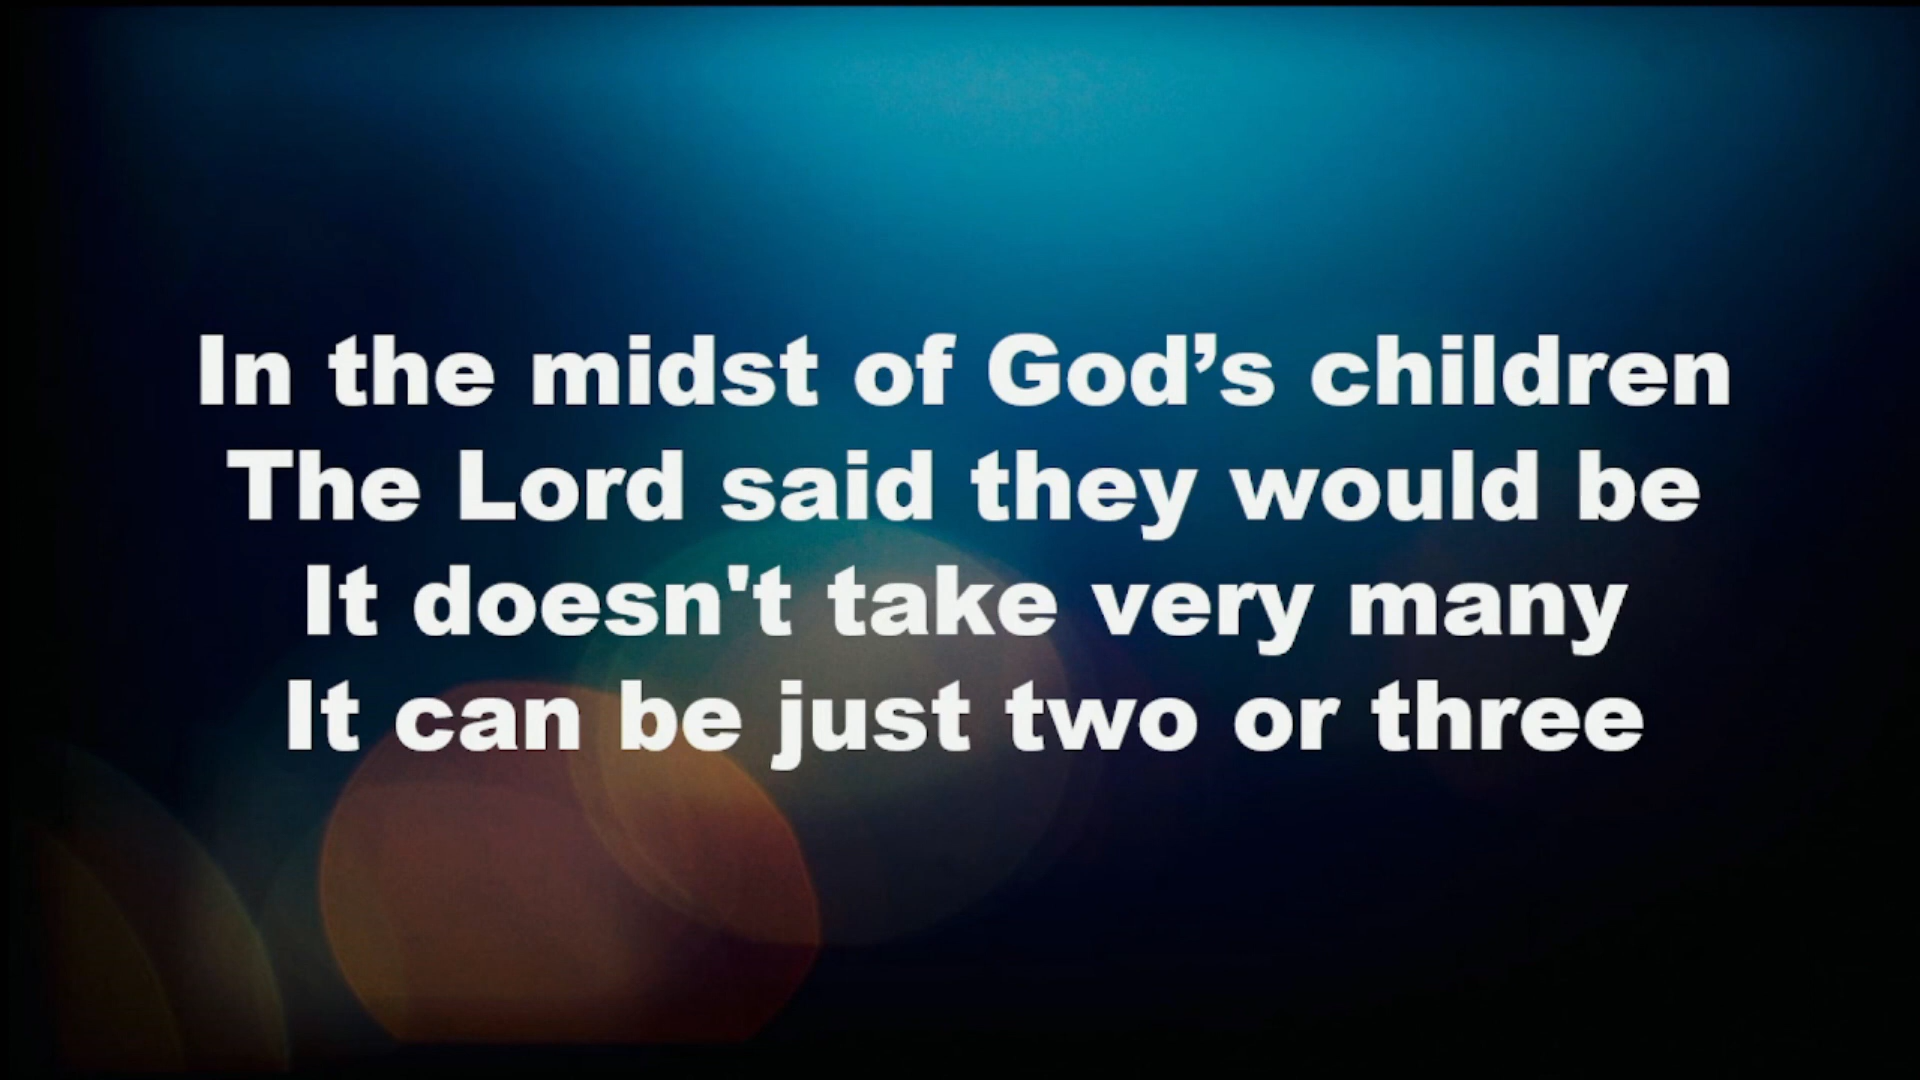 In the midst of God’s children
The Lord said they would be
It doesn't take very many
It can be just two or three